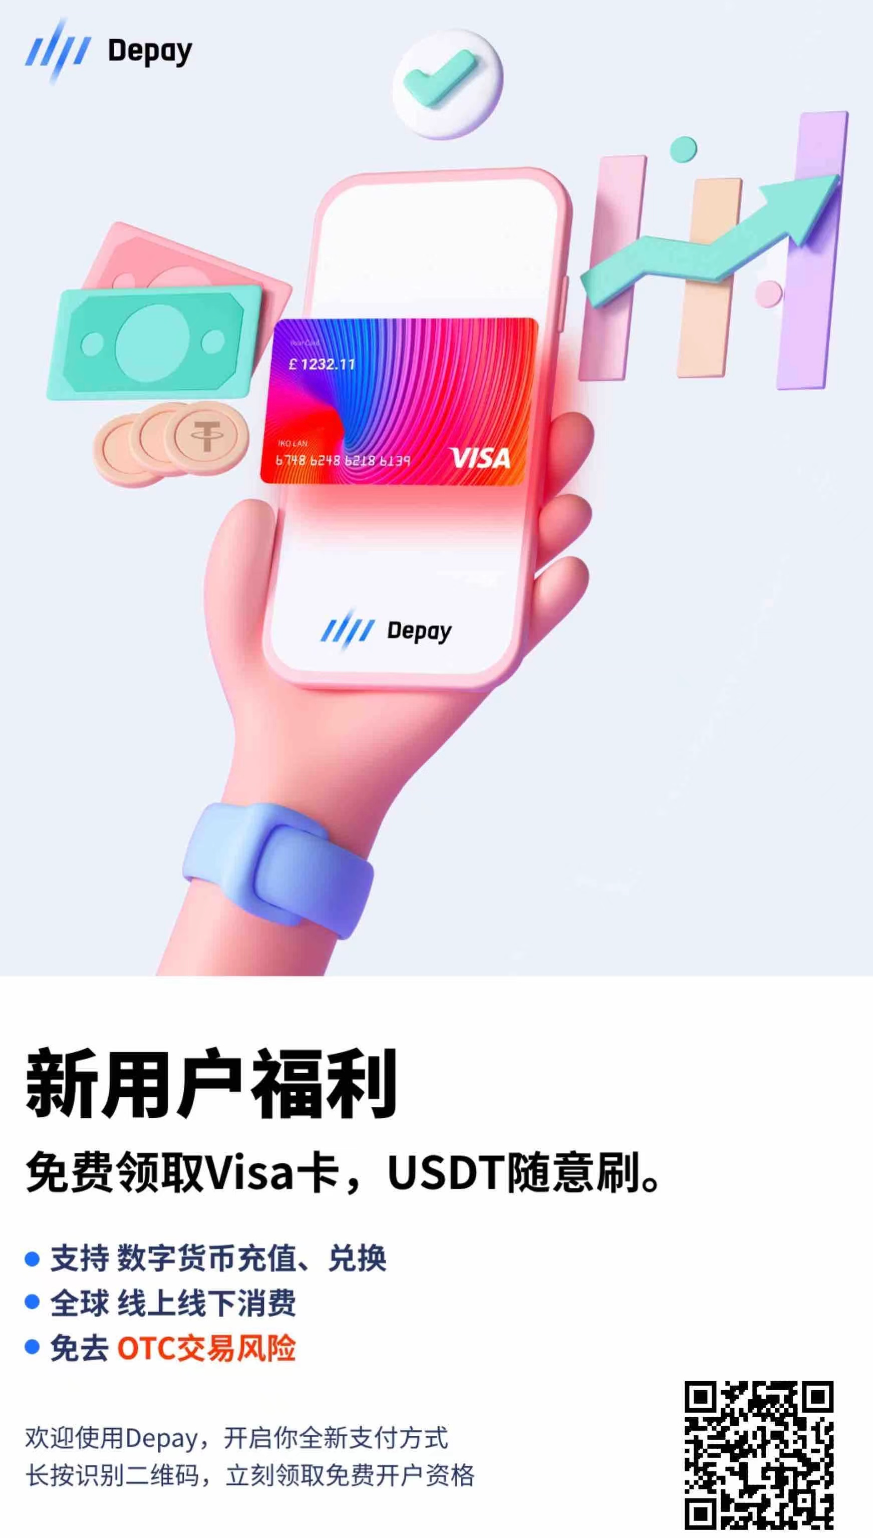 Depay
£ 1232.11
IKO LAN
6748 6248 6218 6139
VISA
Depay
新用户福利
免费领取Visa卡，USDT随意刷。
支持 数字货币充值、兑换
全球 线上线下消费
免去 OTC交易风险
欢迎使用Depay，开启你全新支付方式
长按识别二维码，立刻领取免费开户资格